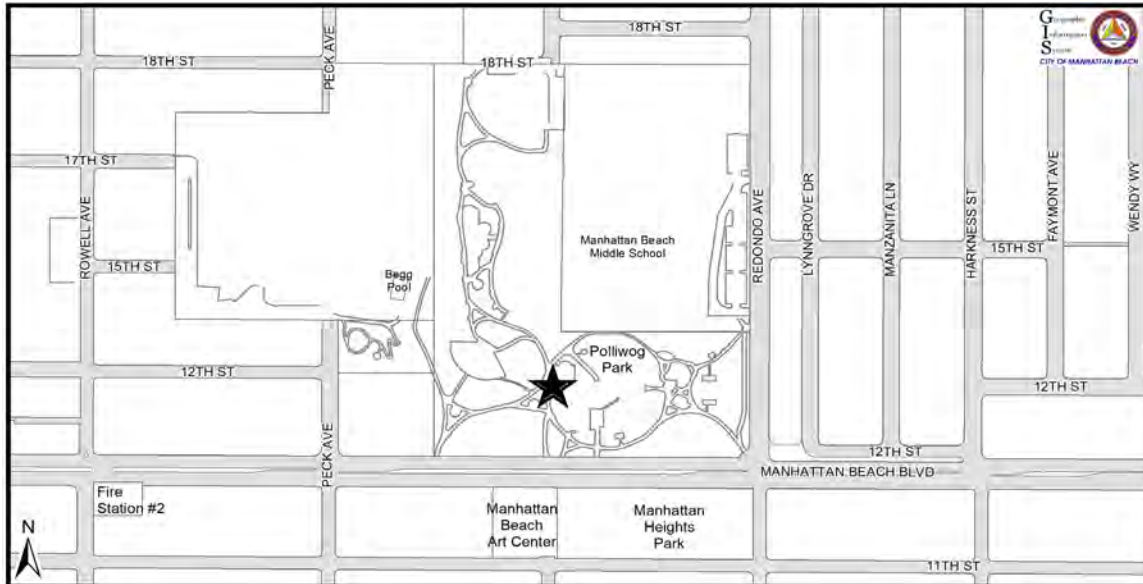 18TH ST
Geographic
Information
System
CITY OF MANHATTAN BEACH
18TH ST
PECK AVE
18TH ST
17TH ST
ROWELL AVE
15TH ST
Begg
Pool
Manhattan Beach
Middle School
REDONDO AVE
LYNNGROVE DR
MANZANITA LN
HARKNESS ST
FAYMONT AVE
WENDY WY
15TH ST
Polliwog
Park
12TH ST
12TH ST
12TH ST
PECK AVE
MANHATTAN BEACH BLVD
Fire
Station #2
Manhattan
Beach
Art Center
Manhattan
Heights
Park
N
11TH ST